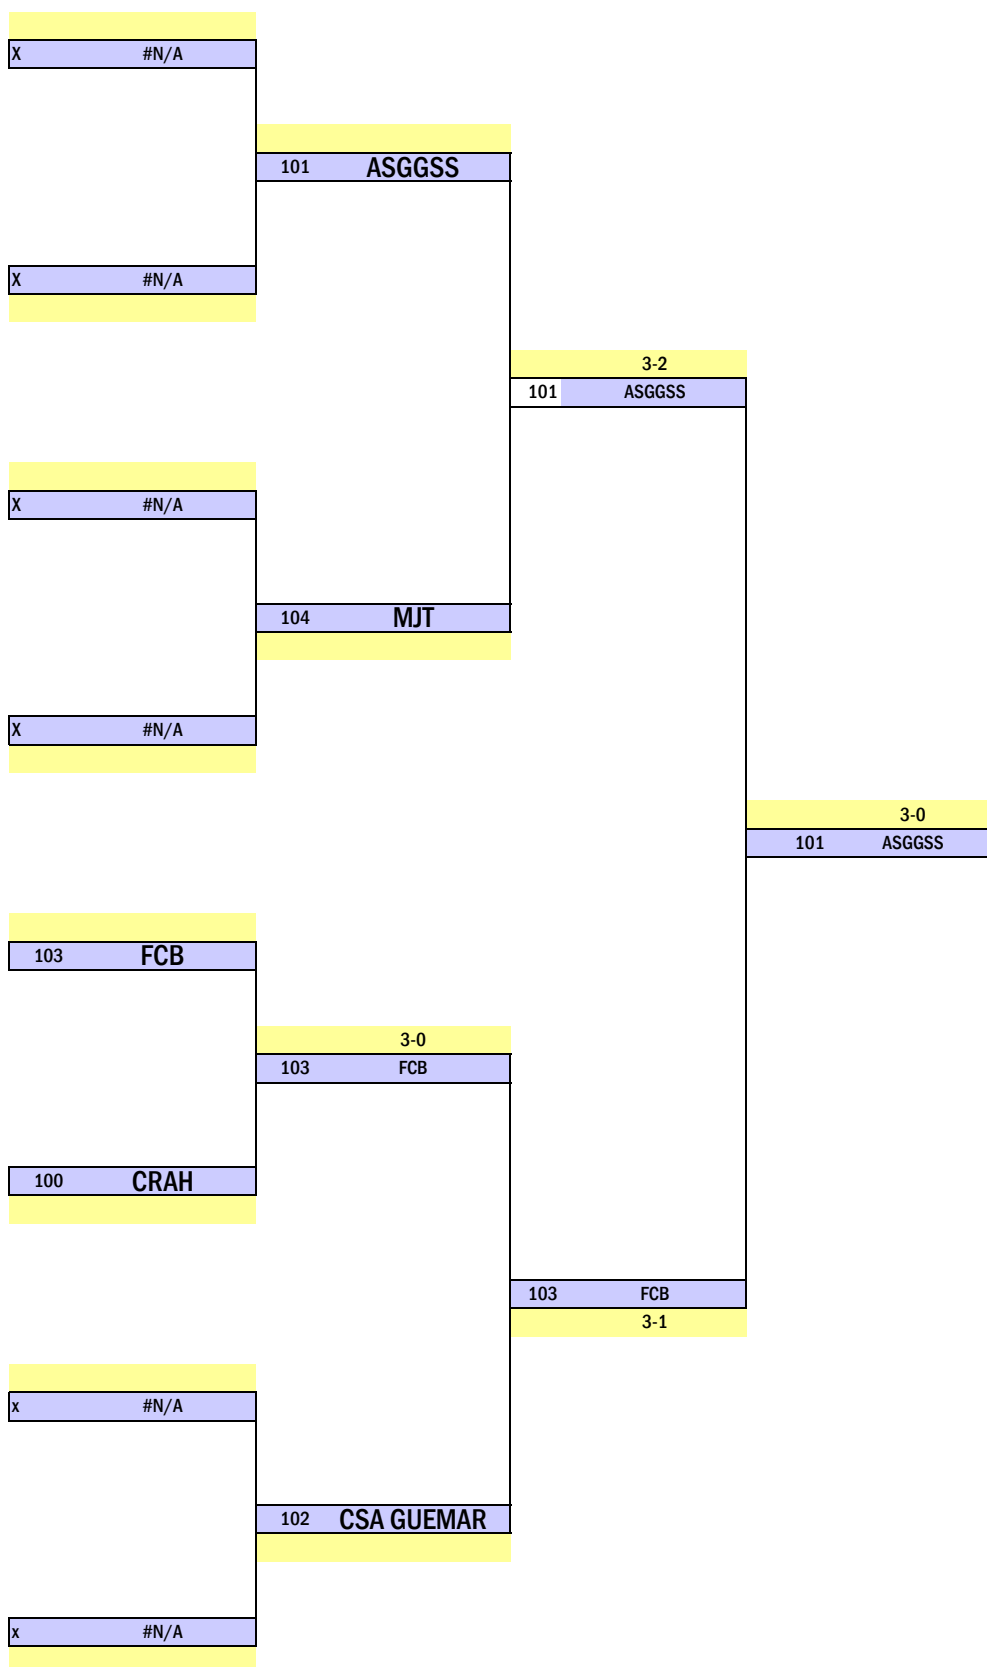 X #N/A
101 ASGGSS
X #N/A
3-2
101 ASGGSS
X #N/A
104 MJT
X #N/A
3-0
101 ASGGSS
103 FCB
3-0
103 FCB
100 CRAH
103 FCB
3-1
x #N/A
102 CSA GUEMAR
x #N/A